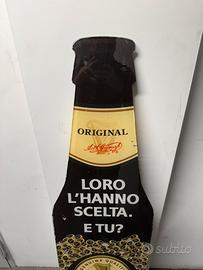 ORIGINAL
LORO
L'HANNO
SCELTA.
E TU?
subito